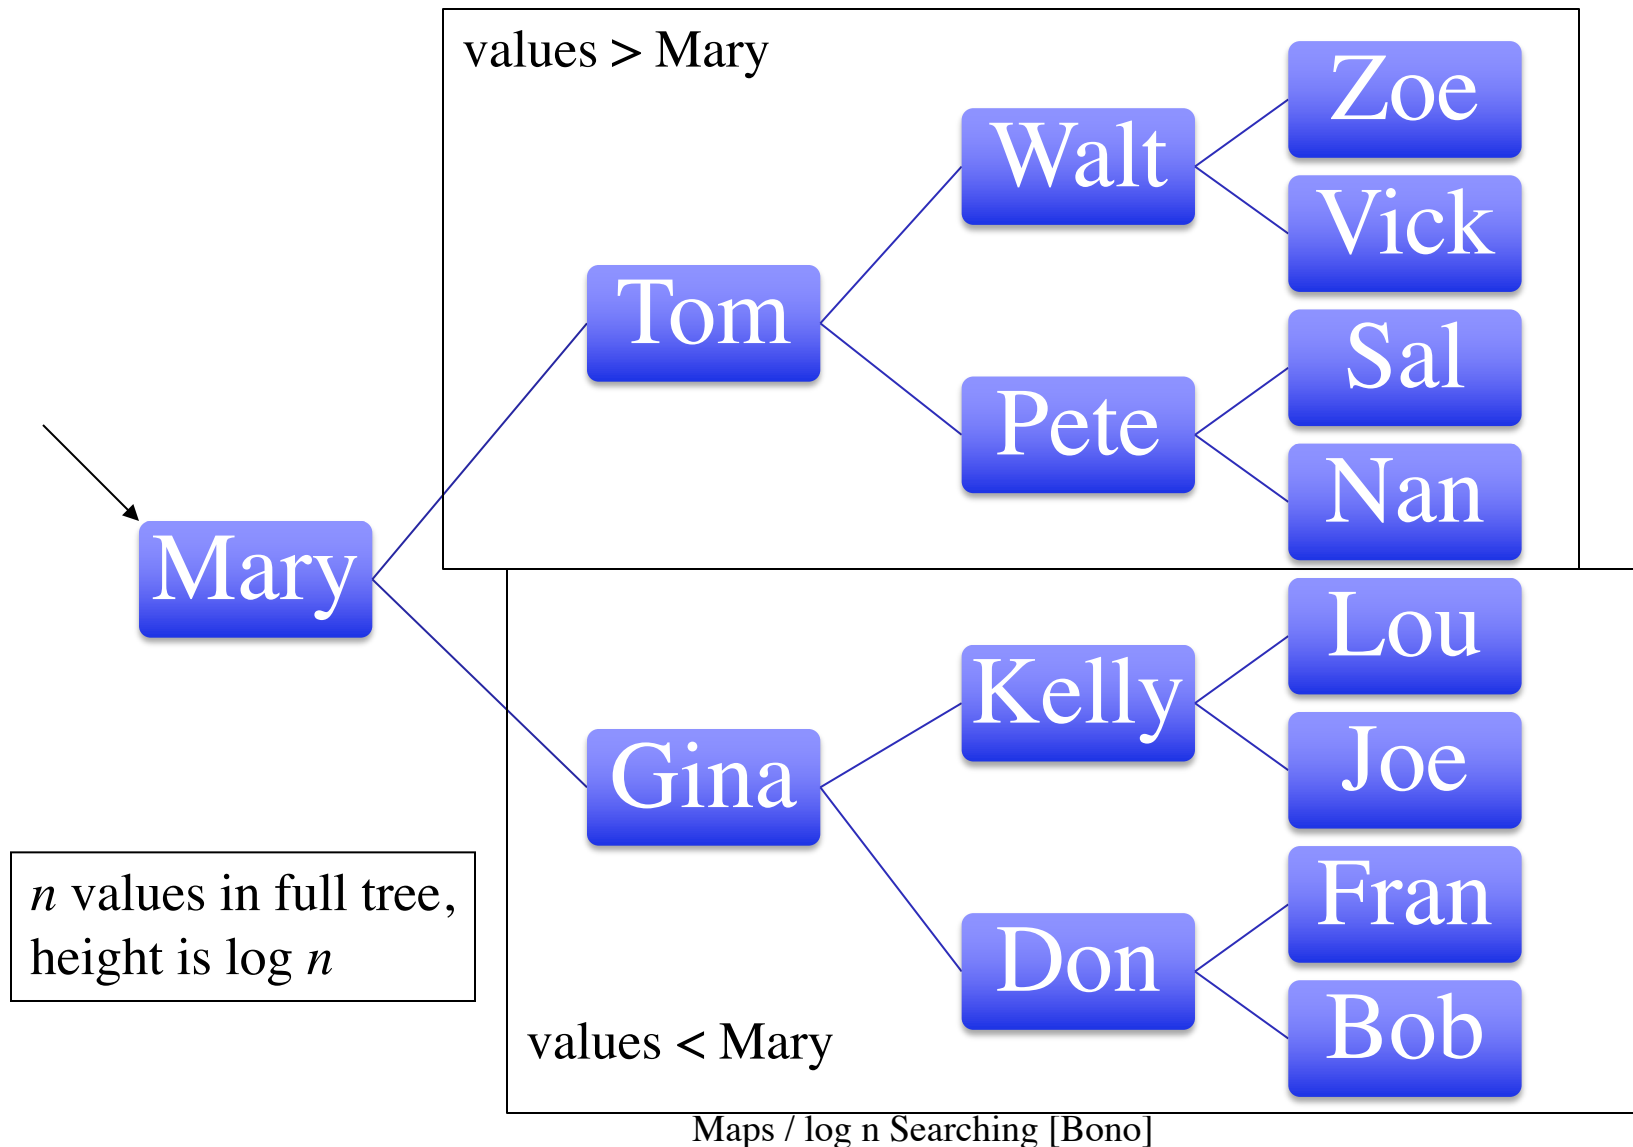 values > Mary
Zoe
Walt
Vick
Tom
Sal
Pete
Nan
Mary
Lou
Kelly
Joe
Gina
Fran
n values in full tree,
height is log n
Don
Bob
values < Mary
Maps / log n Searching [Bono]